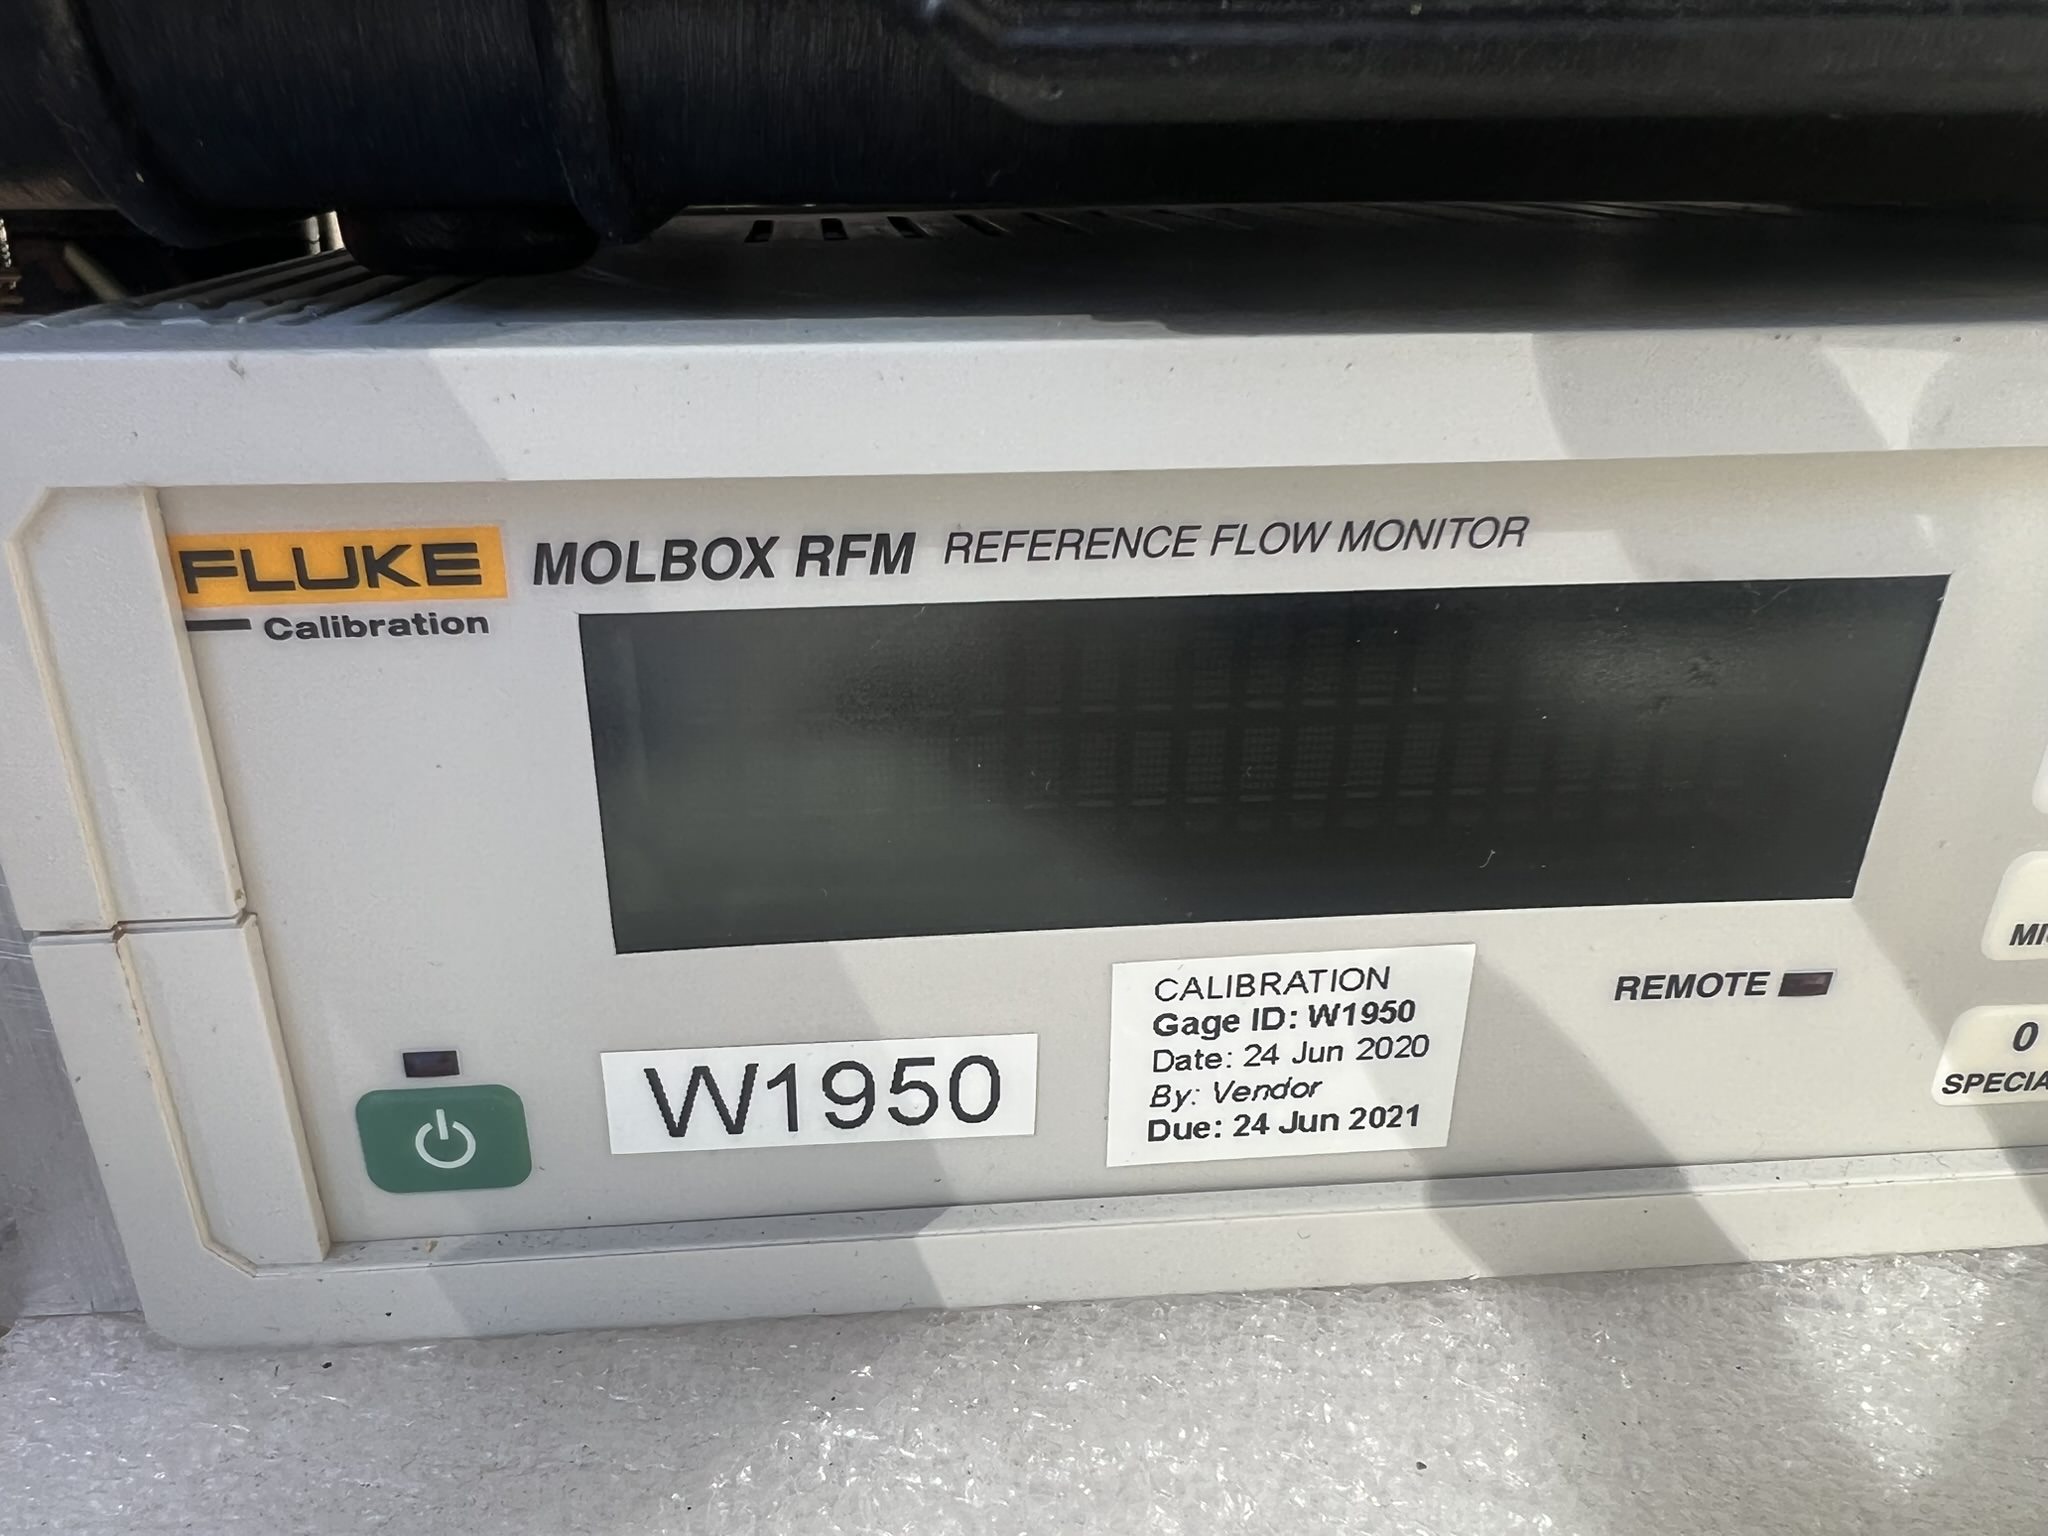 FLUKE
Calibration
MOLBOX RFM REFERENCE FLOW MONITOR
W1950
CALIBRATION
Gage ID: W1950
Date: 24 Jun 2020
By: Vendor
Due: 24 Jun 2021
REMOTE
0